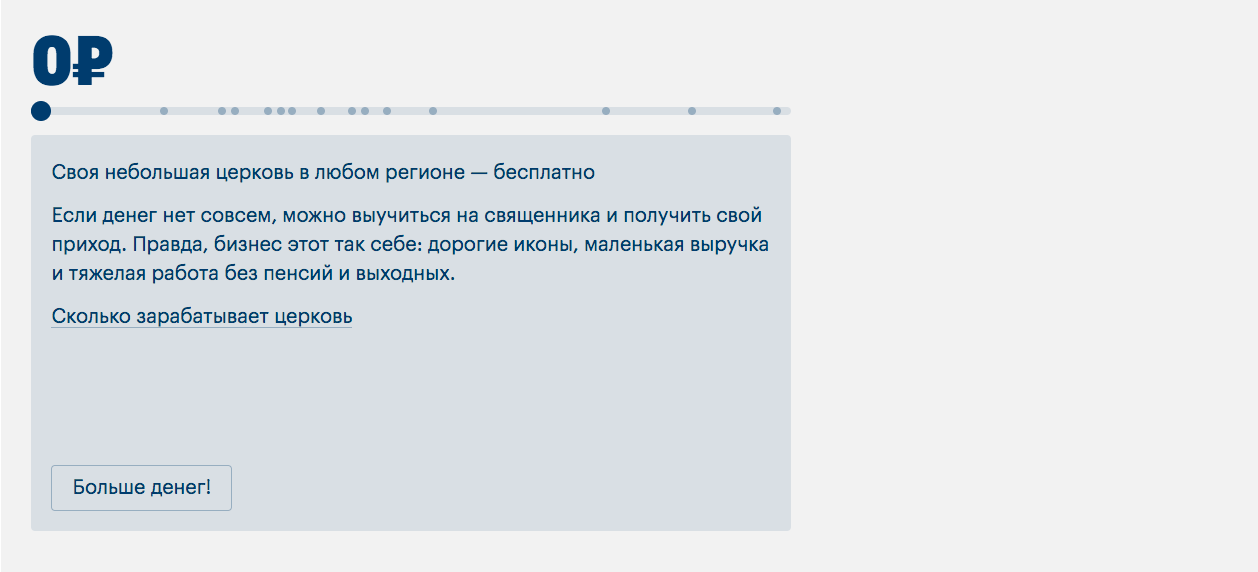 0₽
Своя небольшая церковь в любом регионе — бесплатно
Если денег нет совсем, можно выучиться на священника и получить свой
приход. Правда, бизнес этот так себе: дорогие иконы, маленькая выручка
и тяжелая работа без пенсий и выходных.
Сколько зарабатывает церковь
Больше денег!